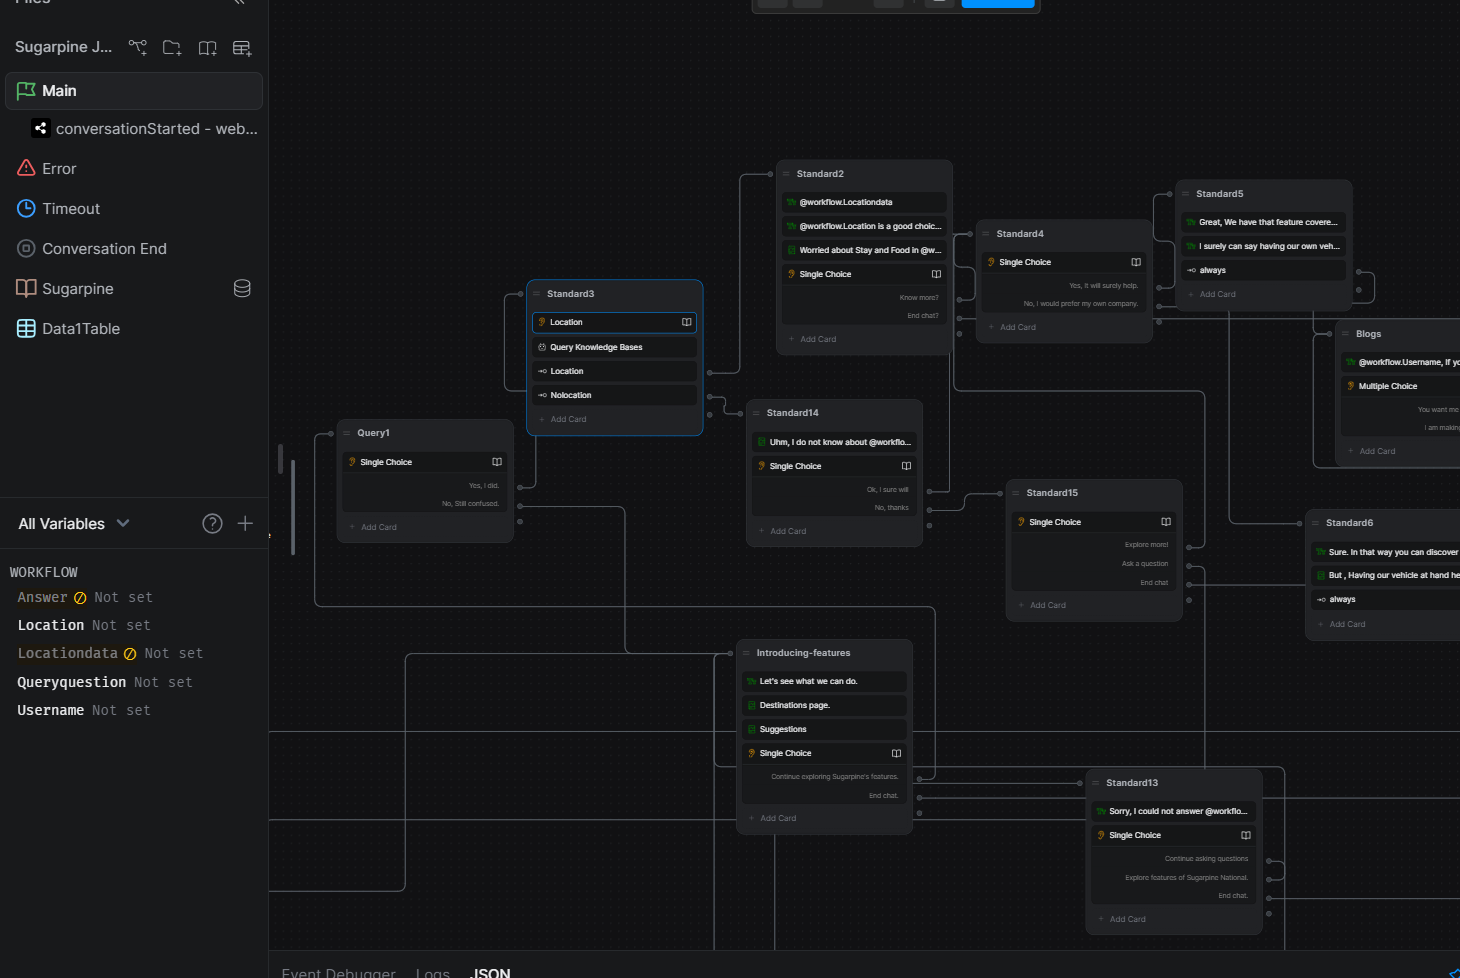 Files
Sugarpine J...
Main
conversationStarted - web...
Error
Timeout
Conversation End
Sugarpine
Data1Table
All Variables
WORKFLOW
Answer Not set
Location Not set
Locationdata Not set
Queryquestion Not set
Username Not set
Query1
Single Choice
Yes, I did.
No, Still confused.
+ Add Card
Standard3
Location
Query Knowledge Bases
Location
Nolocation
+ Add Card
Standard2
@workflow.Locationdata
@workflow.Location is a good choic...
Worried about Stay and Food in @w...
Single Choice
Know more?
End chat?
+ Add Card
Standard4
Single Choice
Yes, it will surely help.
No, I would prefer my own company.
+ Add Card
Standard5
Great, We have that feature covere...
I surely can say having our own veh...
always
+ Add Card
Blogs
@workflow.Username, If yo
Multiple Choice
You want me
I am making
+ Add Card
Standard14
Uhm, I do not know about @workflo...
Single Choice
Ok, I sure will
No, thanks
+ Add Card
Standard15
Single Choice
Explore more!
Ask a question
End chat
+ Add Card
Standard6
Sure. In that way you can discover
But , Having our vehicle at hand he
always
+ Add Card
Introducing-features
Let's see what we can do.
Destinations page.
Suggestions
Single Choice
Continue exploring Sugarpine's features.
End chat.
+ Add Card
Standard13
Sorry, I could not answer @workflo...
Single Choice
Continue asking questions
Explore features of Sugarpine National.
End chat.
+ Add Card
Event Debugger Logs JSON